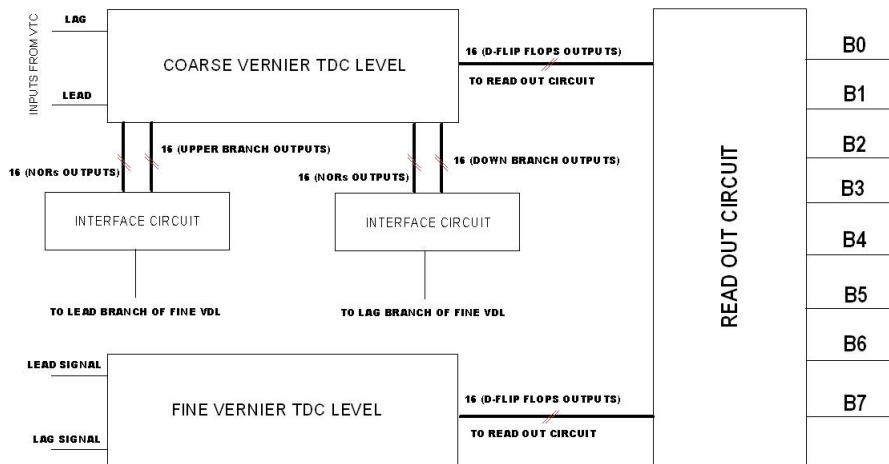 INPUTS FROM VTC
LAG
LEAD
COARSE VERNIER TDC LEVEL
16 (D-FLIP FLOPS OUTPUTS)
TO READ OUT CIRCUIT
16 (UPPER BRANCH OUTPUTS)
16 (NORs OUTPUTS)
16 (DOWN BRANCH OUTPUTS)
16 (NORs OUTPUTS)
INTERFACE CIRCUIT
INTERFACE CIRCUIT
TO LEAD BRANCH OF FINE VDL
TO LAG BRANCH OF FINE VDL
LEAD SIGNAL
LAG SIGNAL
FINE VERNIER TDC LEVEL
16 (D-FLIP FLOPS OUTPUTS)
TO READ OUT CIRCUIT
READ OUT CIRCUIT
B0
B1
B2
B3
B4
B5
B6
B7